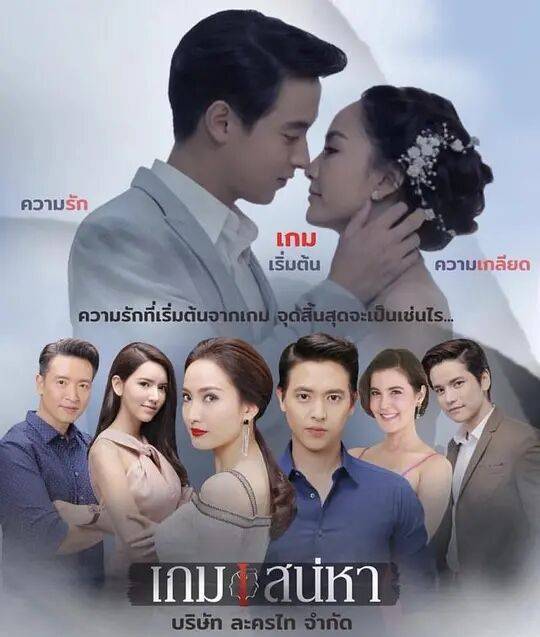 ความรัก
เกม
เริ่มต้น
ความเกลียด
ความรักที่เริ่มต้นจากเกม จุดสิ้นสุดจะเป็นเช่นไร...
เกมเสน่หา
บริษัท ละครไท จำกัด